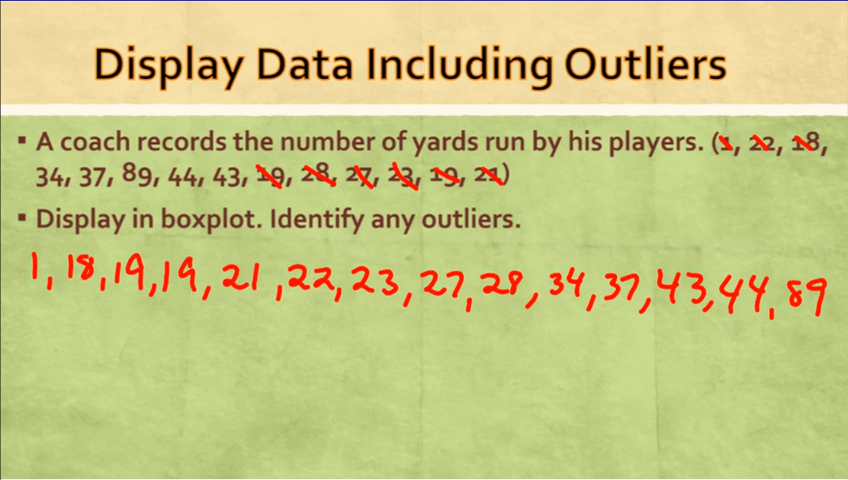 Display Data Including Outliers
▪ A coach records the number of yards run by his players. (1, 22, 18,
34, 37, 89, 44, 43, 19, 28, 27, 23, 19, 21)
▪ Display in boxplot. Identify any outliers.
1, 18, 19, 19, 21, 22, 23, 27, 28, 34, 37, 43, 44, 89